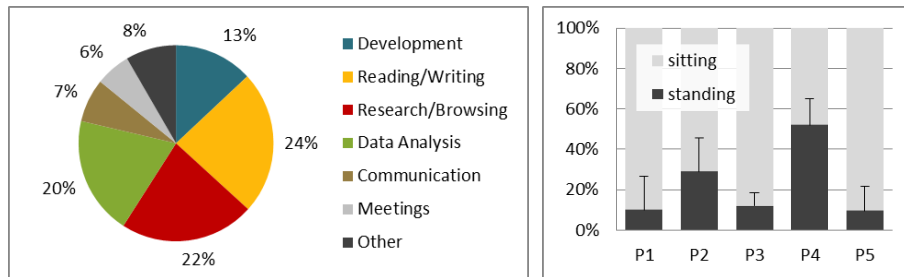 8%
13%
6%
7%
24%
20%
22%
Development
Reading/Writing
Research/Browsing
Data Analysis
Communication
Meetings
Other
100%
80%
60%
40%
20%
0%
sitting
standing
P1 P2 P3 P4 P5